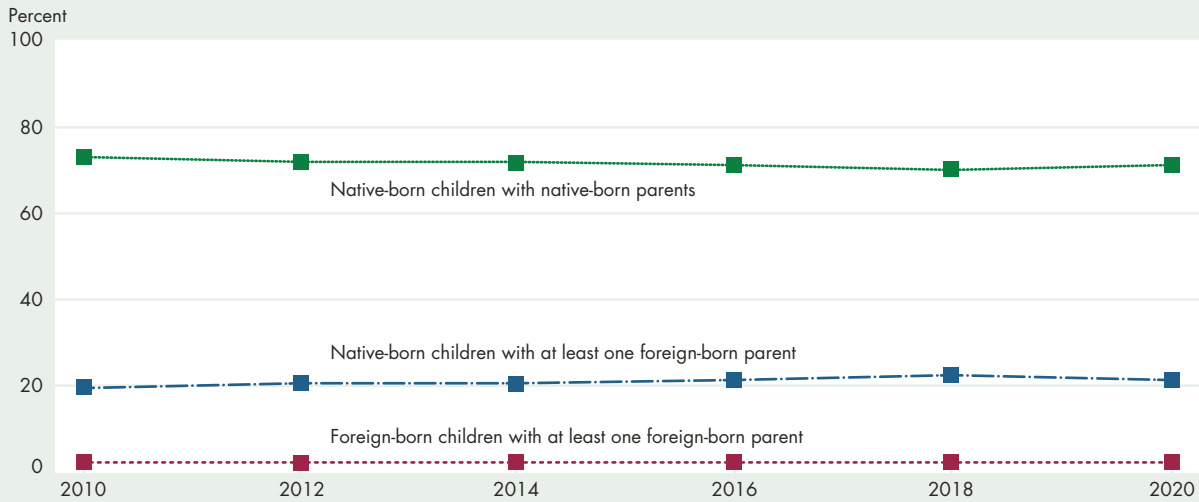 Percent
100
80
Native-born children with native-born parents
60
40
Native-born children with at least one foreign-born parent
20
Foreign-born children with at least one foreign-born parent
0
2010 2012 2014 2016 2018 2020